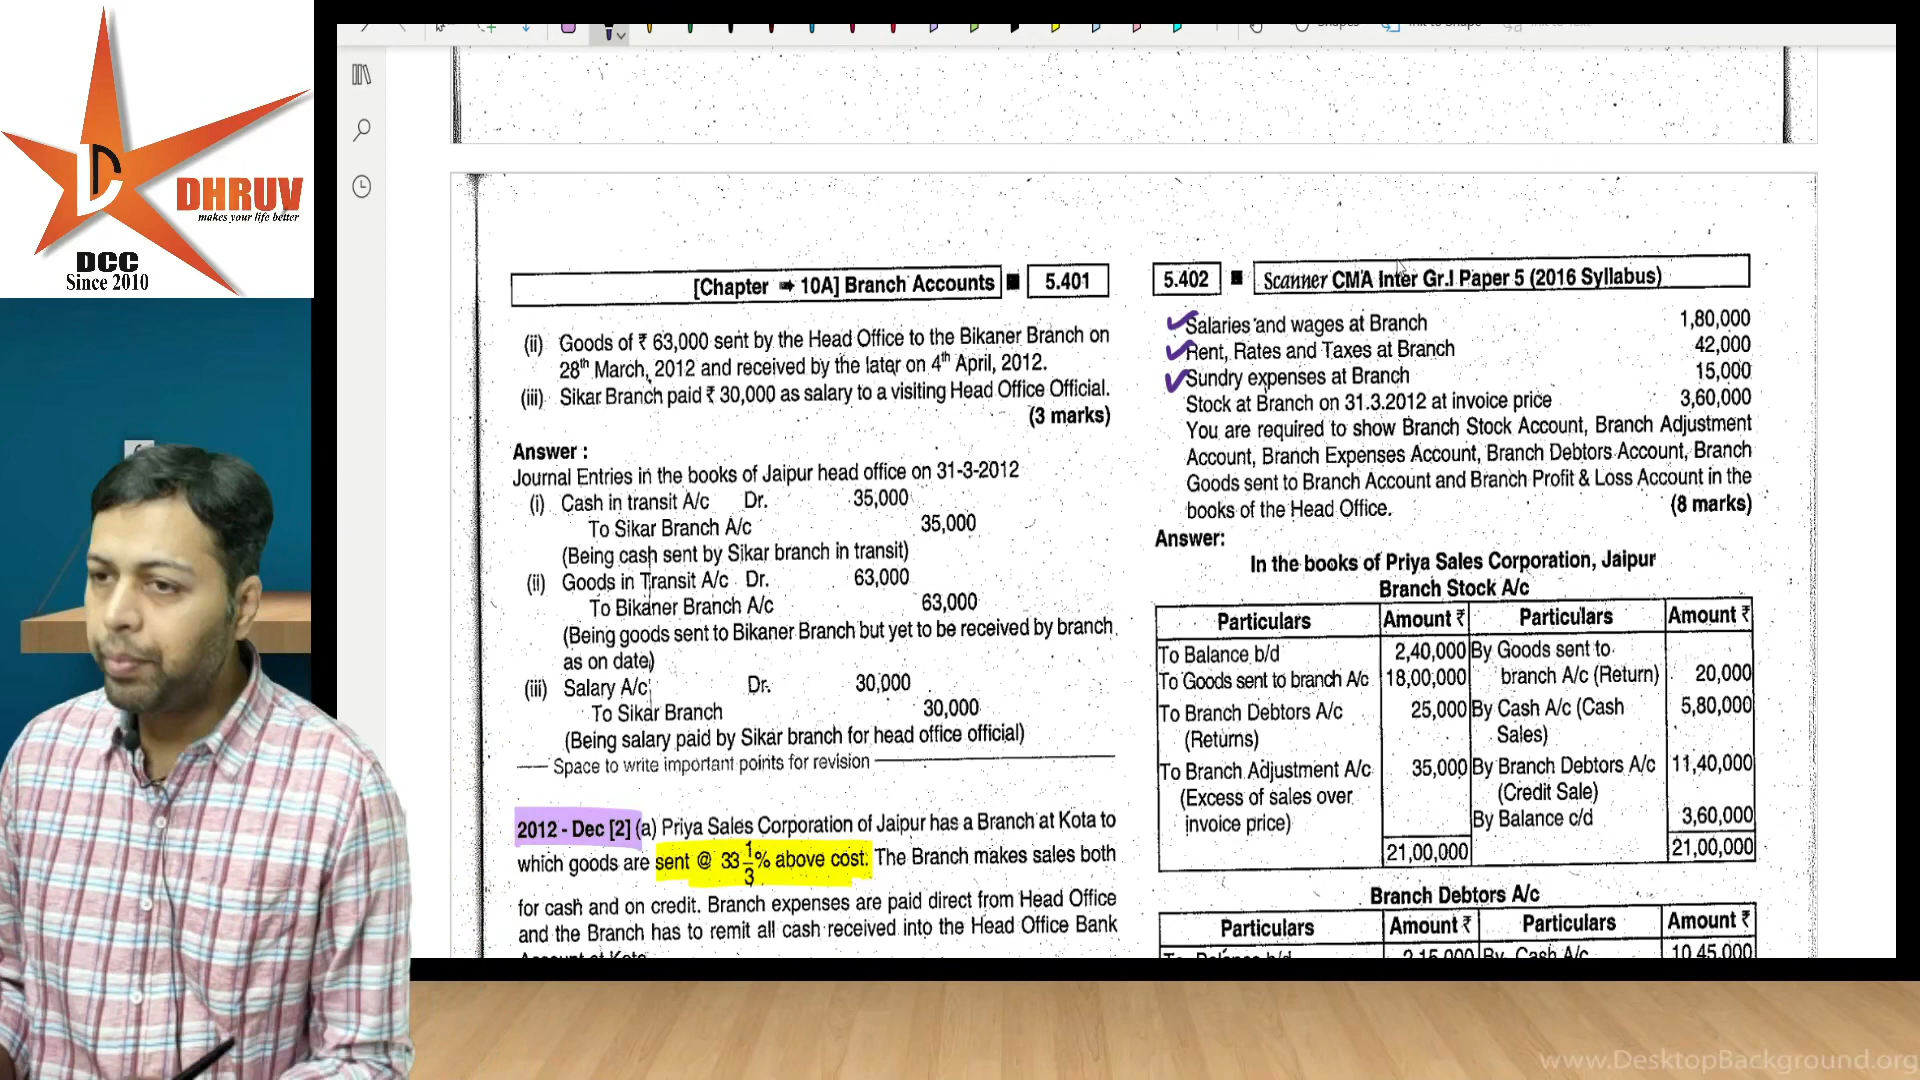 DHRUV
makes your life better
DCC
Since 2010
[Chapter ➡ 10A] Branch Accounts ■ 5.401
(ii) Goods of ₹ 63,000 sent by the Head Office to the Bikaner Branch on
28th March, 2012 and received by the later on 4th April, 2012.
(iii) Sikar Branch paid ₹ 30,000 as salary to a visiting Head Office Official.
(3 marks)
Answer :
Journal Entries in the books of Jaipur head office on 31-3-2012
(i) Cash in transit A/c Dr. 35,000
To Sikar Branch A/c 35,000
(Being cash sent by Sikar branch in transit)
(ii) Goods in Transit A/c Dr. 63,000
To Bikaner Branch A/c 63,000
(Being goods sent to Bikaner Branch but yet to be received by branch
as on date)
(iii) Salary A/c Dr. 30,000
To Sikar Branch 30,000
(Being salary paid by Sikar branch for head office official)
Space to write important points for revision
2012 - Dec [2] (a) Priya Sales Corporation of Jaipur has a Branch at Kota to
which goods are sent @ 33 1/3% above cost. The Branch makes sales both
for cash and on credit. Branch expenses are paid direct from Head Office
and the Branch has to remit all cash received into the Head Office Bank
Account at Kota.
5.402 ■ Scanner CMA Inter Gr.I Paper 5 (2016 Syllabus)
Salaries and wages at Branch 1,80,000
Rent, Rates and Taxes at Branch 42,000
Sundry expenses at Branch 15,000
Stock at Branch on 31.3.2012 at invoice price 3,60,000
You are required to show Branch Stock Account, Branch Adjustment
Account, Branch Expenses Account, Branch Debtors Account, Branch
Goods sent to Branch Account and Branch Profit & Loss Account in the
books of the Head Office. (8 marks)
Answer:
In the books of Priya Sales Corporation, Jaipur
Branch Stock A/c
Particulars Amount ₹ Particulars Amount ₹
To Balance b/d 2,40,000 By Goods sent to
To Goods sent to branch A/c 18,00,000 branch A/c (Return) 20,000
To Branch Debtors A/c 25,000 By Cash A/c (Cash 5,80,000
(Returns) Sales)
To Branch Adjustment A/c 35,000 By Branch Debtors A/c 11,40,000
(Excess of sales over (Credit Sale)
invoice price) By Balance c/d 3,60,000
21,00,000 21,00,000
Branch Debtors A/c
Particulars Amount ₹ Particulars Amount ₹
To Balance b/d 2,15,000 By Cash A/c 10,45,000
www.DesktopBackground.org